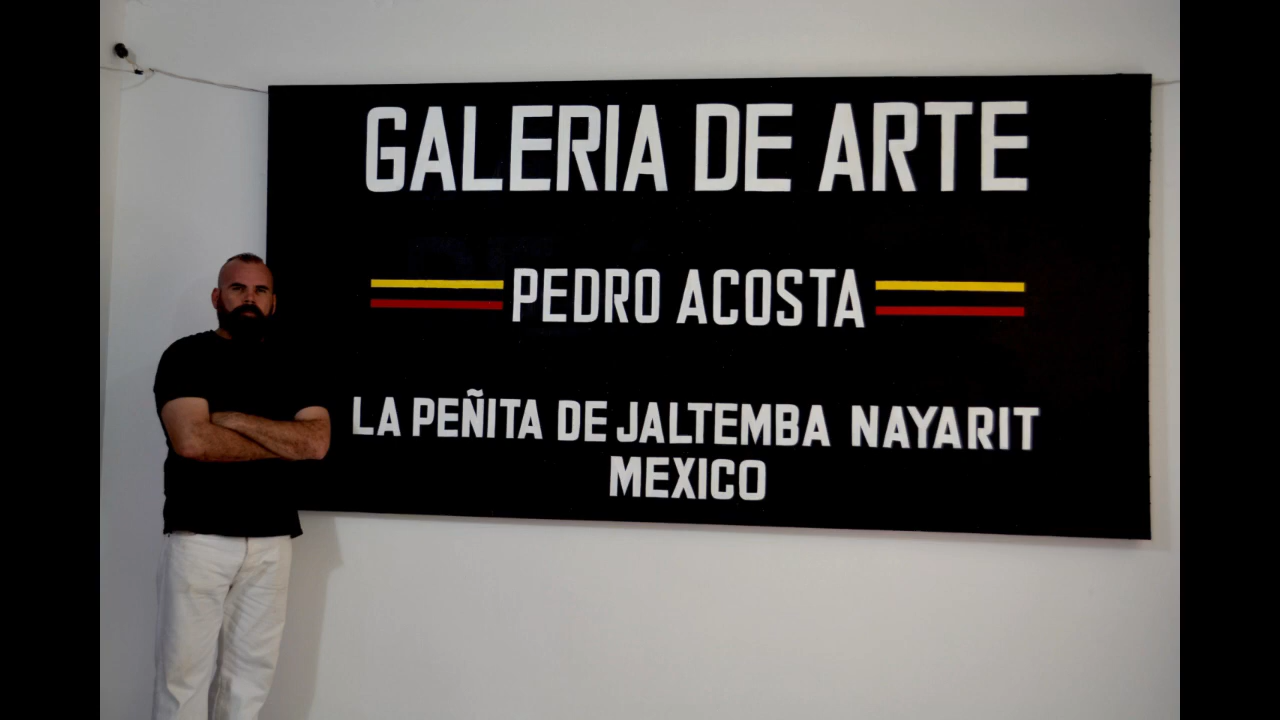 GALERIA DE ARTE
PEDRO ACOSTA
LA PEÑITA DE JALTEMBA NAYARIT
MEXICO